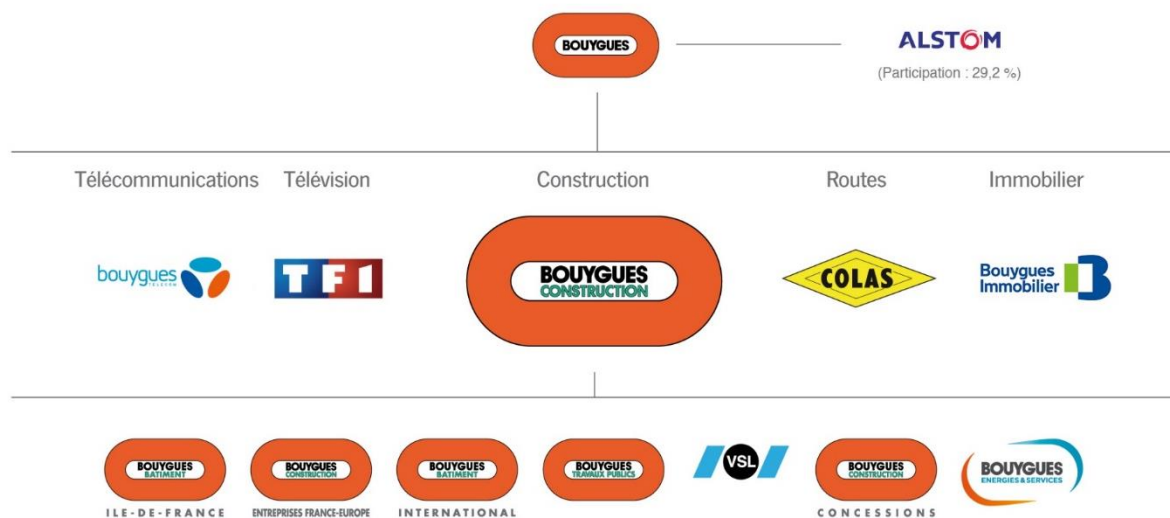 BOUYGUES
ALSTOM
(Participation : 29,2 %)
Télécommunications
Télévision
Construction
Routes
Immobilier
bouygues
TELECOM
TF1
BOUYGUES
CONSTRUCTION
COLAS
Bouygues
Immobilier
BOUYGUES
BATIMENT
ILE-DE-FRANCE
BOUYGUES
CONSTRUCTION
ENTREPRISES FRANCE-EUROPE
BOUYGUES
BATIMENT
INTERNATIONAL
BOUYGUES
TRAVAUX PUBLICS
VSL
BOUYGUES
CONSTRUCTION
CONCESSIONS
BOUYGUES
ENERGIES & SERVICES